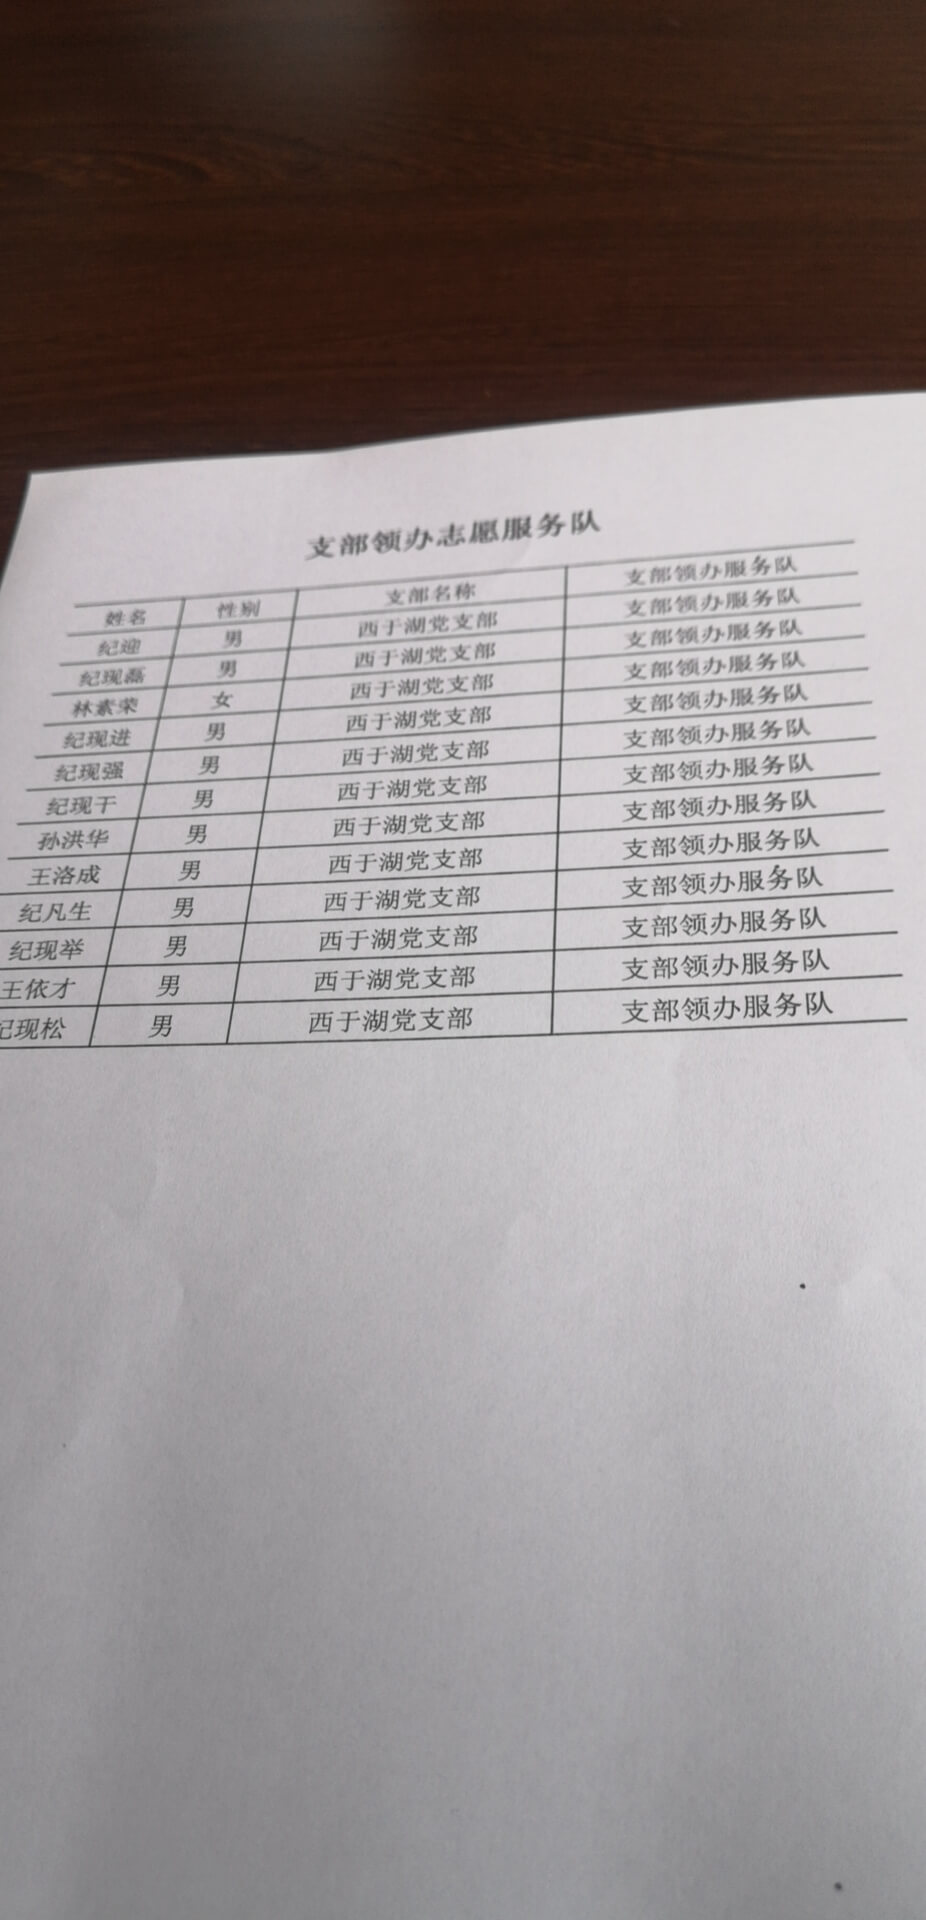 支部领办志愿服务队
姓名 性别 支部名称 支部领办服务队
纪迎 男 西于湖党支部 支部领办服务队
纪现磊 男 西于湖党支部 支部领办服务队
林素荣 女 西于湖党支部 支部领办服务队
纪现进 男 西于湖党支部 支部领办服务队
纪现强 男 西于湖党支部 支部领办服务队
纪现干 男 西于湖党支部 支部领办服务队
孙洪华 男 西于湖党支部 支部领办服务队
王洛成 男 西于湖党支部 支部领办服务队
纪凡生 男 西于湖党支部 支部领办服务队
纪现举 男 西于湖党支部 支部领办服务队
王依才 男 西于湖党支部 支部领办服务队
纪现松 男 西于湖党支部 支部领办服务队